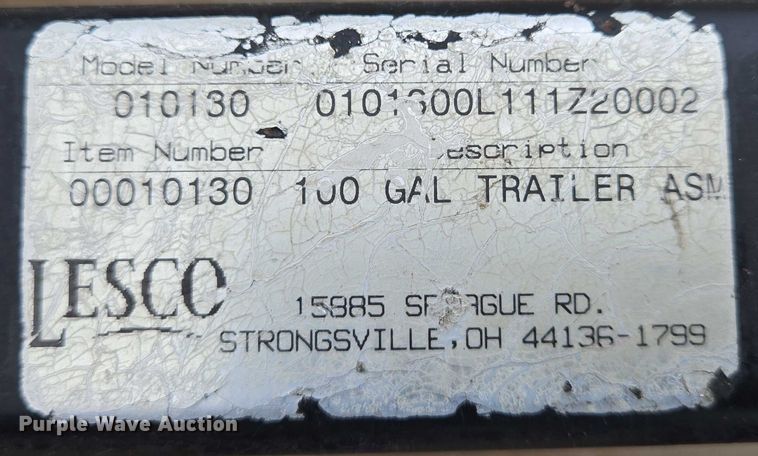 Model Number Serial Number
010130
Item Number Description
00010130 100 GAL TRAILER ASM
LESCO
15885 SPRAGUE RD.
STRONGSVILLE, OH 44136-1799
Purple Wave Auction